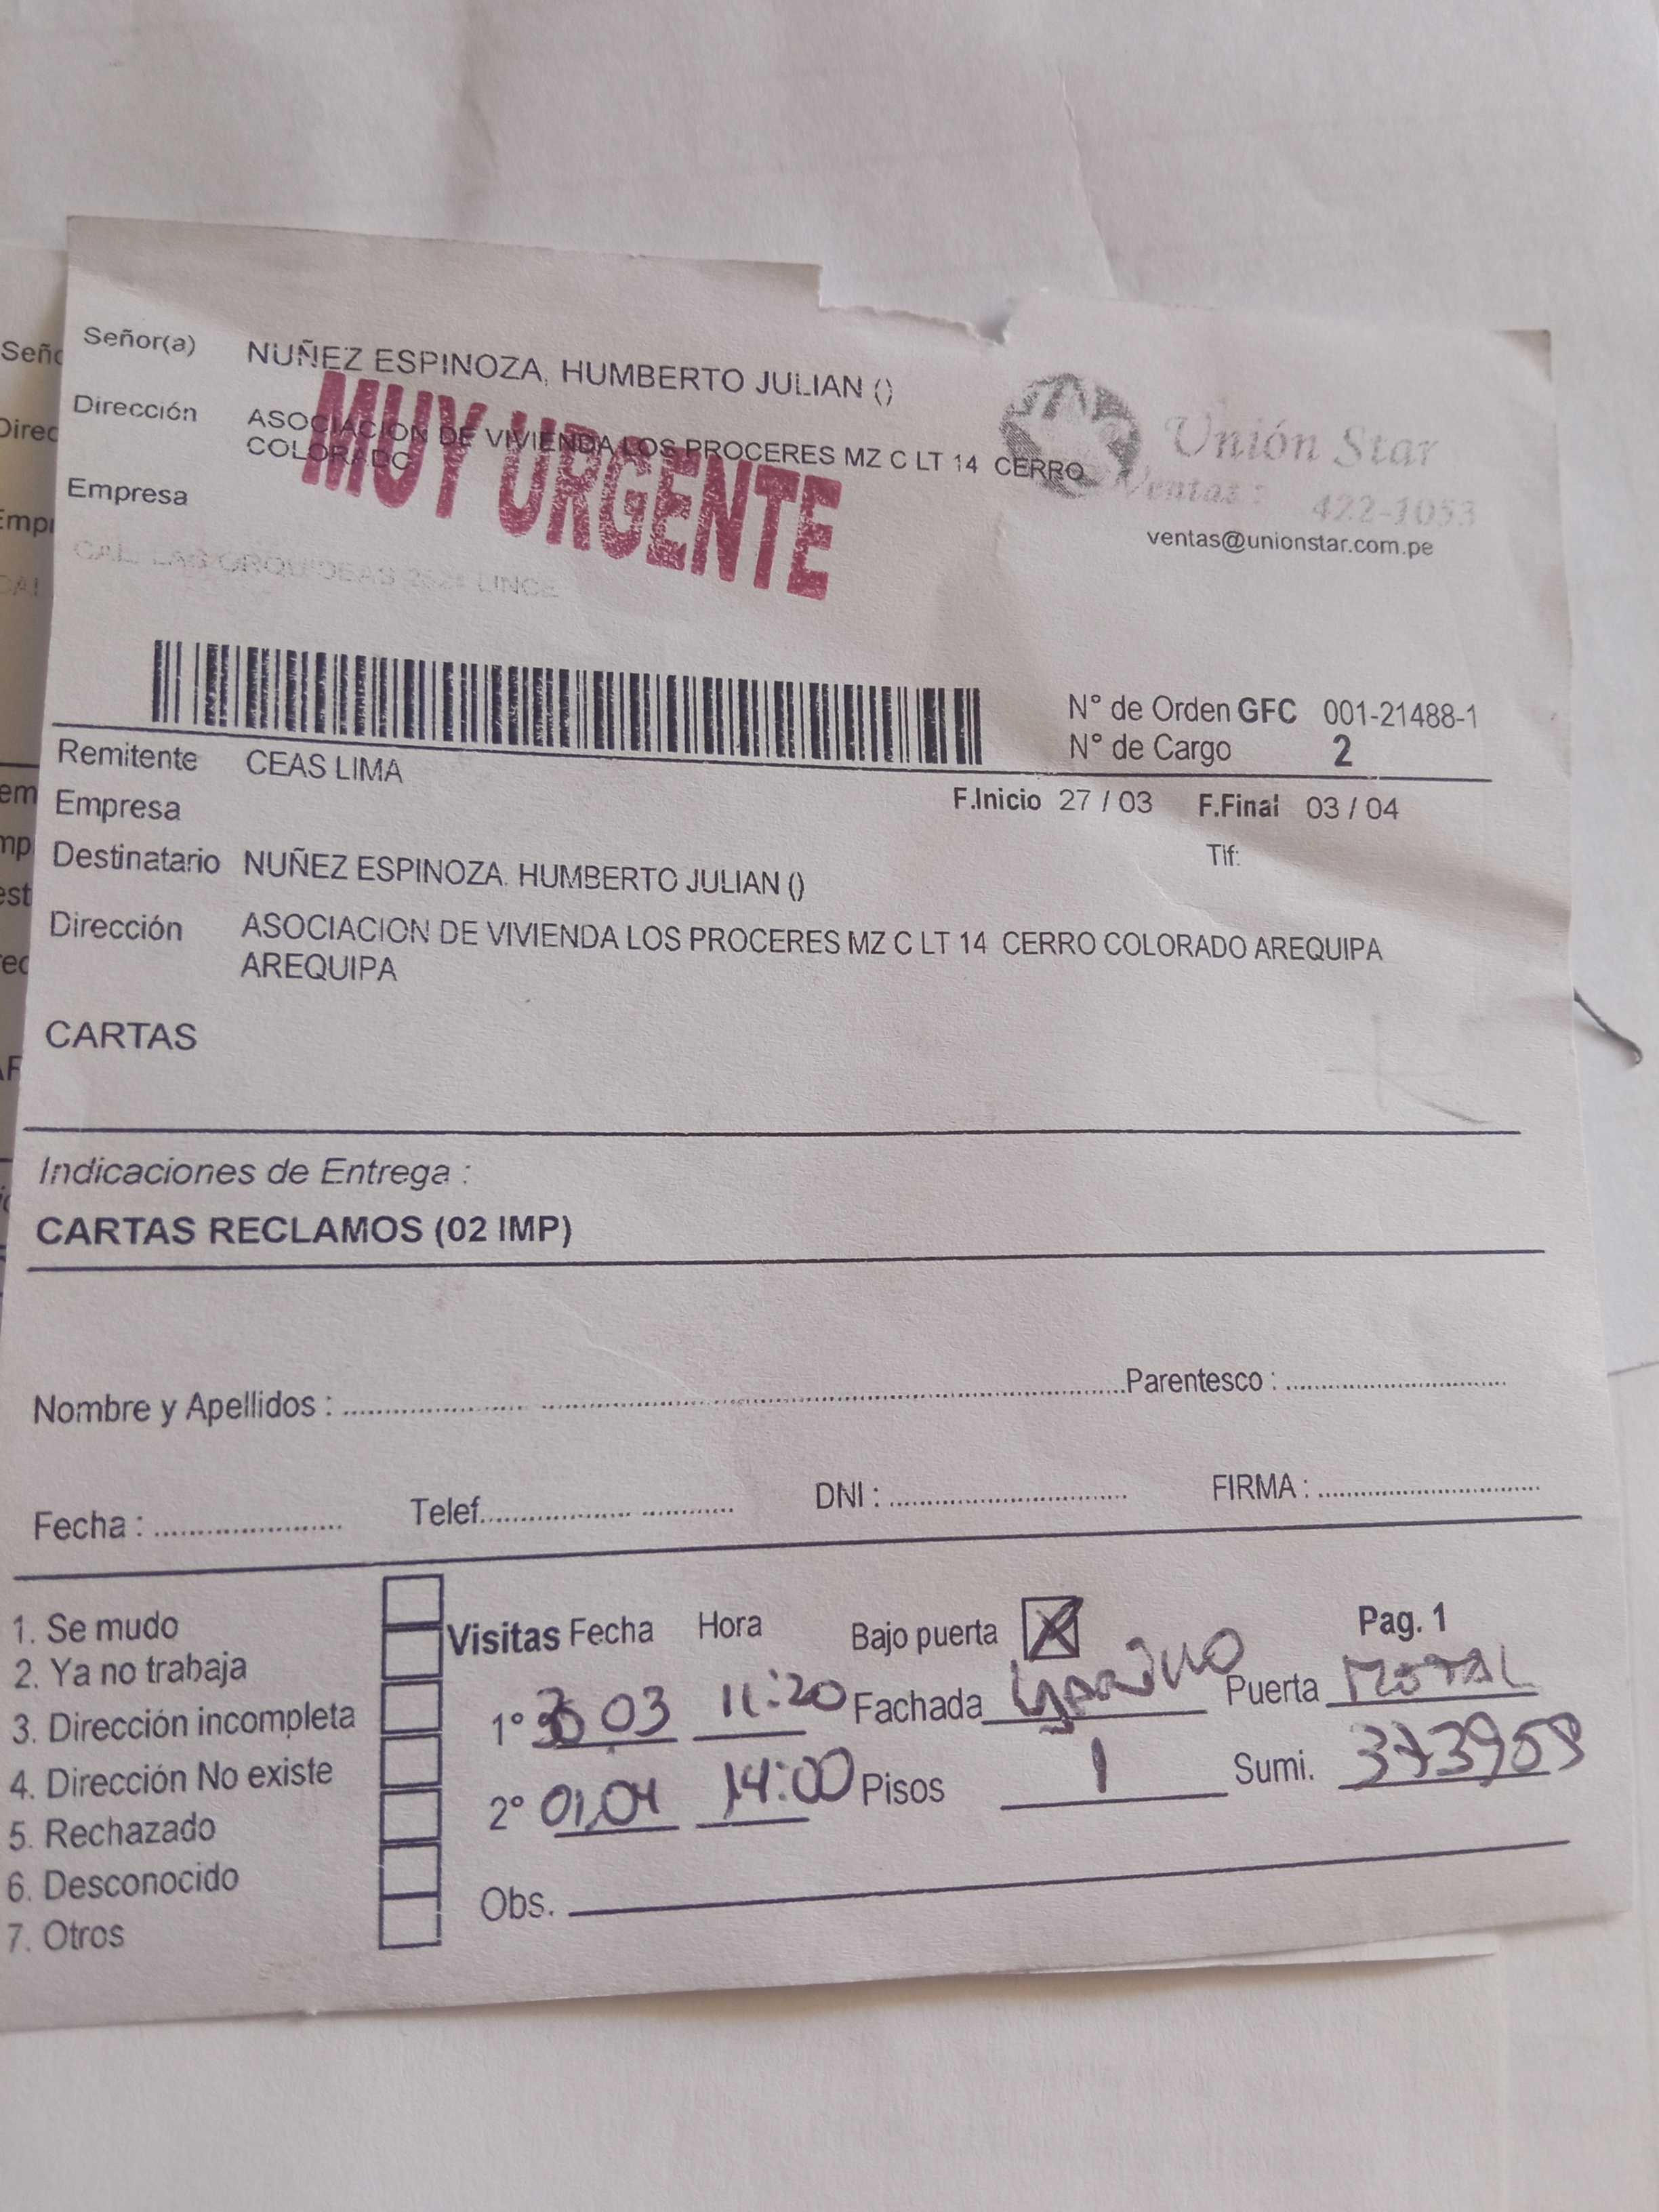 Señor(a) NUÑEZ ESPINOZA, HUMBERTO JULIAN ()
Dirección ASOCIACION DE VIVIENDA LOS PROCERES MZ C LT 14 CERRO
COLORADO
Empresa
MUY URGENTE
Unión Star
Ventas : 422-1053
ventas@unionstar.com.pe
CAL. LAS ORQUIDEAS LINCE
N° de Orden GFC 001-21488-1
N° de Cargo 2
Remitente CEAS LIMA
Empresa
F.Inicio 27 / 03 F.Final 03 / 04
Tlf:
Destinatario NUÑEZ ESPINOZA, HUMBERTO JULIAN ()
Dirección ASOCIACION DE VIVIENDA LOS PROCERES MZ C LT 14 CERRO COLORADO AREQUIPA
AREQUIPA
CARTAS
Indicaciones de Entrega :
CARTAS RECLAMOS (02 IMP)
Nombre y Apellidos : Parentesco :
Fecha : Telef. DNI : FIRMA :
1. Se mudo
2. Ya no trabaja
3. Dirección incompleta
4. Dirección No existe
5. Rechazado
6. Desconocido
7. Otros
Visitas Fecha Hora Bajo puerta X Pag. 1
1° 03 11:20 Fachada Puerta
2° 01,04 14:00 Pisos 1 Sumi. 373959
Obs.